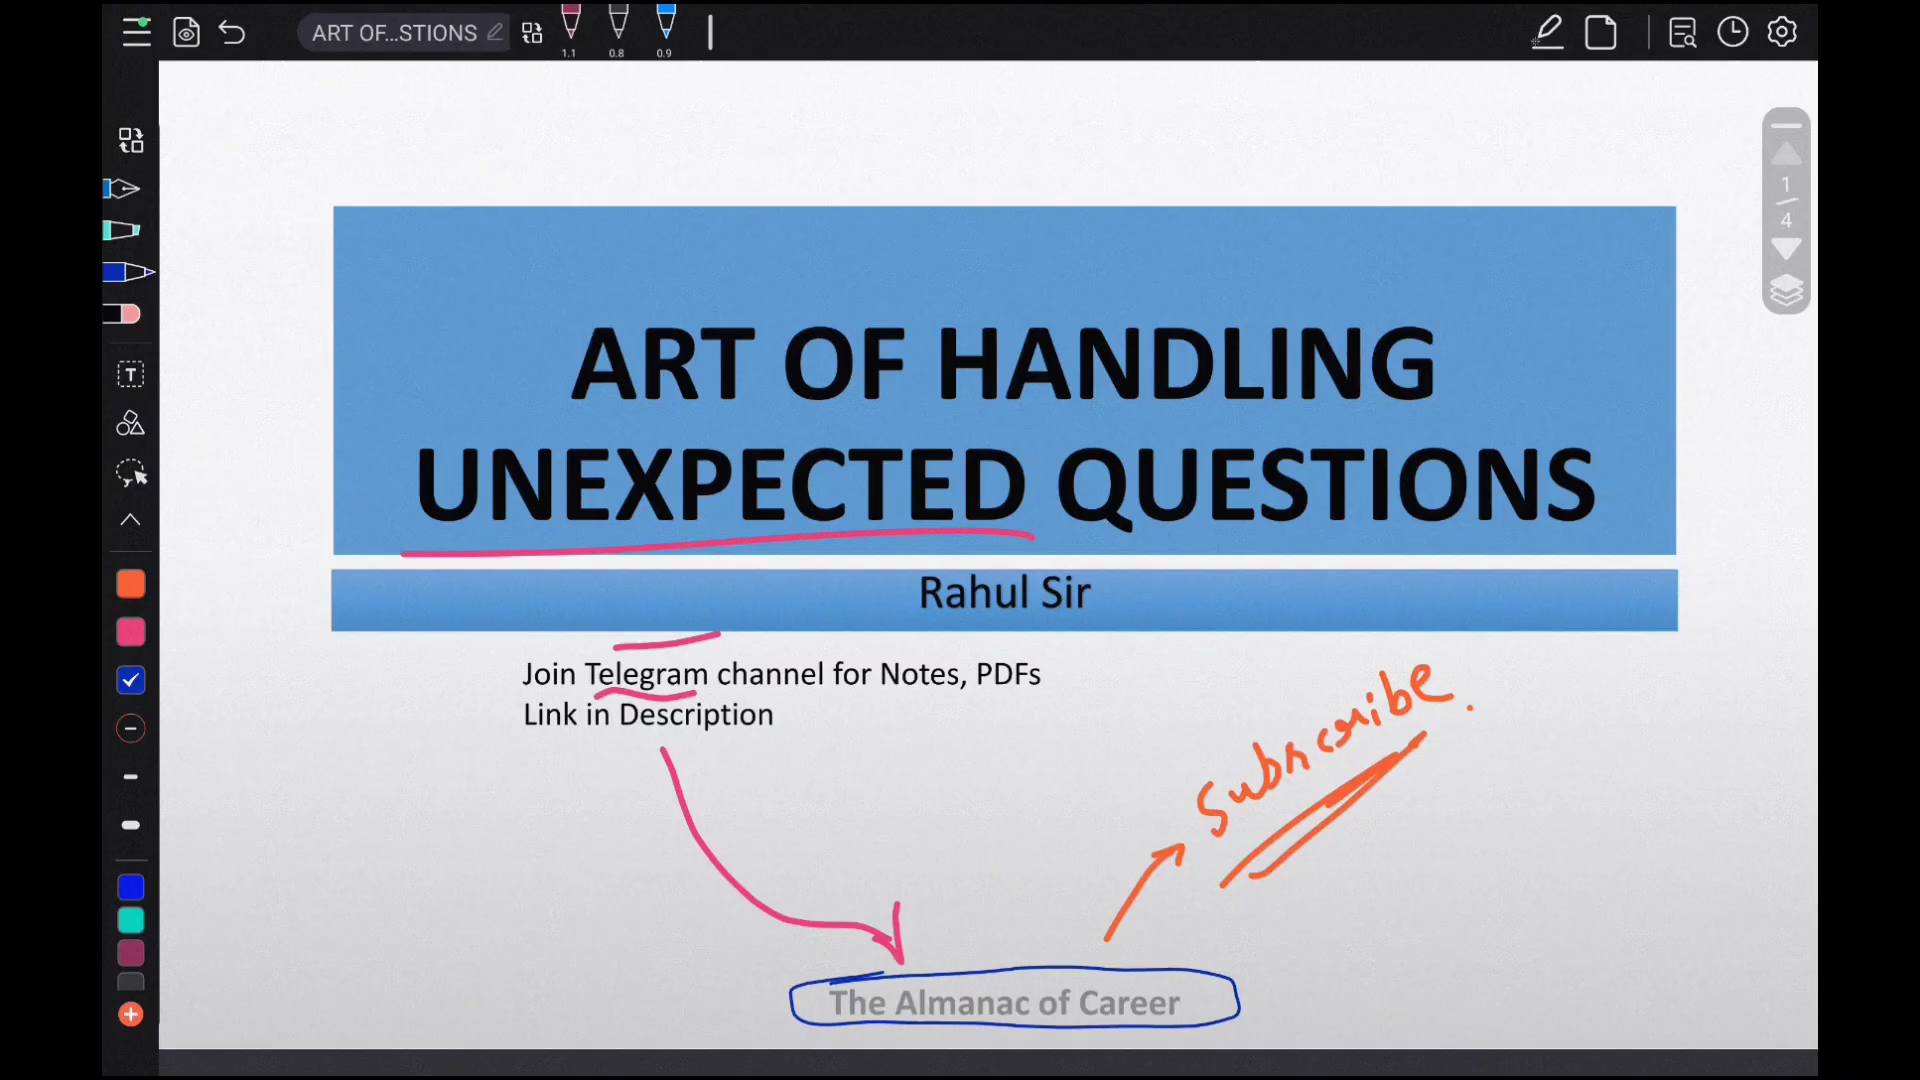 ART OF...STIONS
1.1 0.8 0.9
1
4
T
ART OF HANDLING
UNEXPECTED QUESTIONS
Rahul Sir
Join Telegram channel for Notes, PDFs
Link in Description
Subscribe.
The Almanac of Career